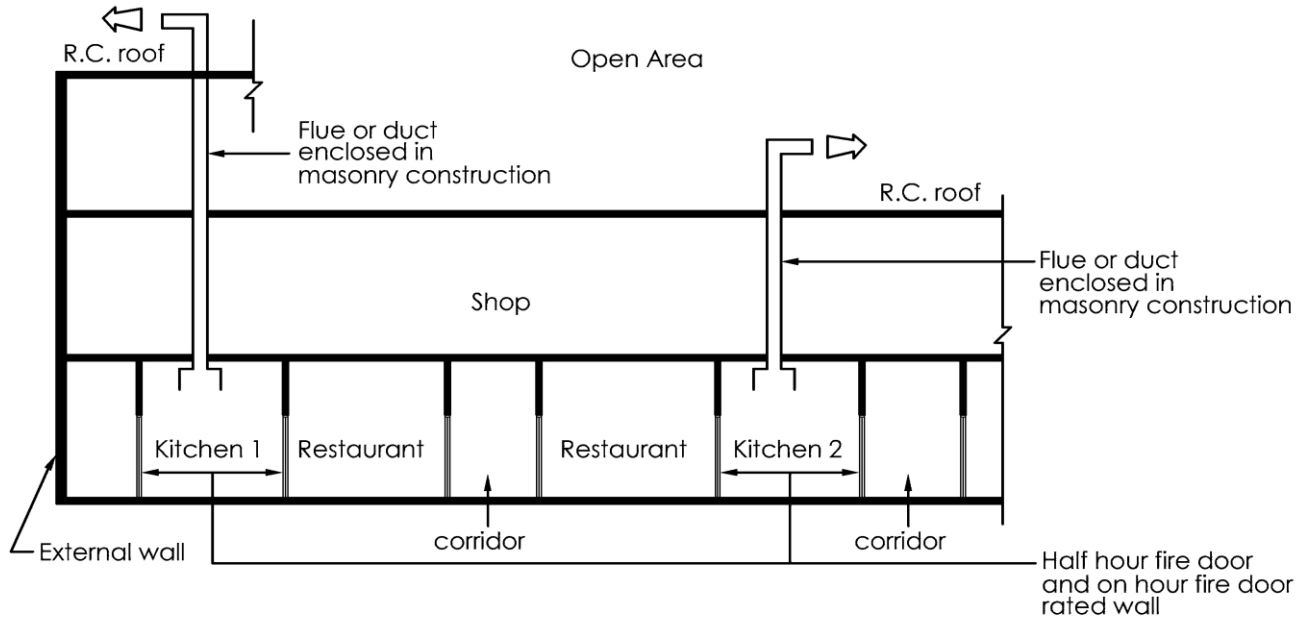 R.C. roof
Open Area
Flue or duct
enclosed in
masonry construction
R.C. roof
Flue or duct
enclosed in
masonry construction
Shop
Kitchen 1
Restaurant
Restaurant
Kitchen 2
External wall
corridor
corridor
Half hour fire door
and on hour fire door
rated wall